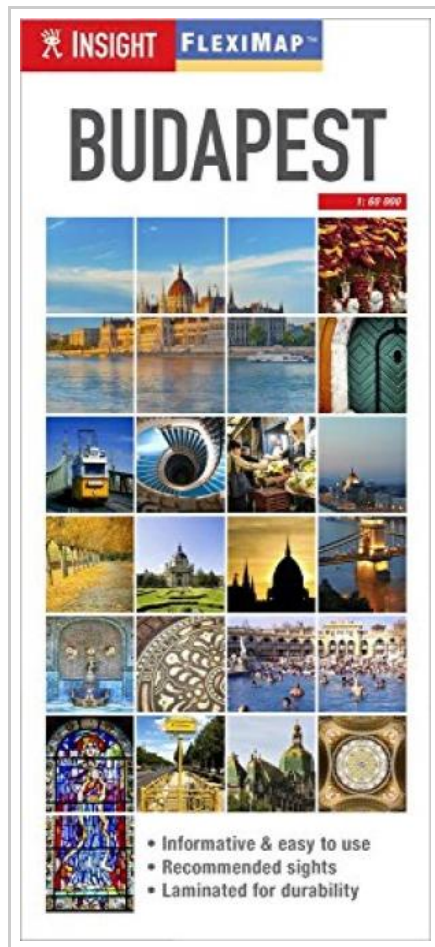 INSIGHT FLEXIMAP™
BUDAPEST
1: 60 000
• Informative & easy to use
• Recommended sights
• Laminated for durability